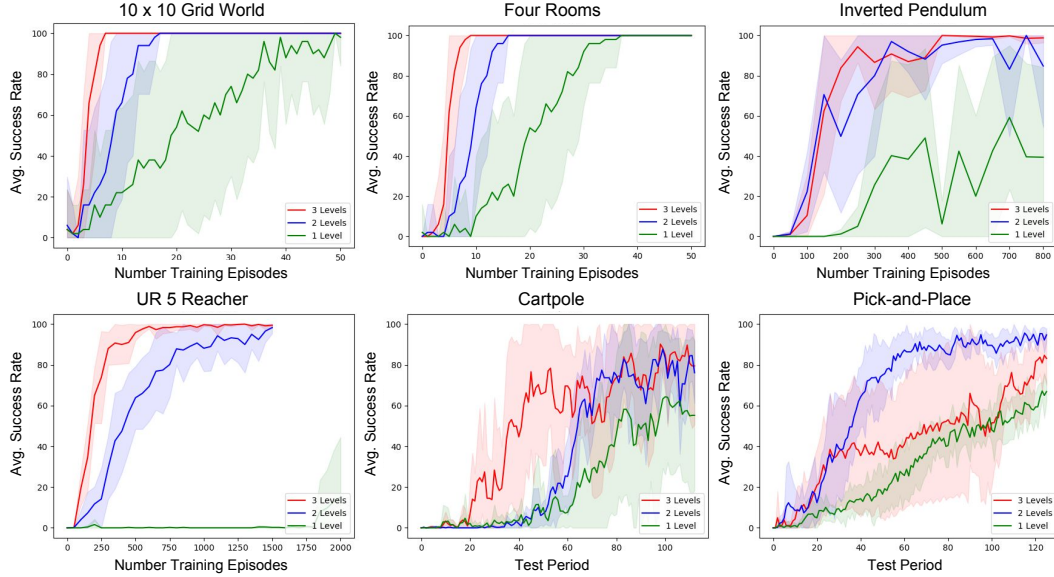 10 x 10 Grid World
Avg. Success Rate
100
80
60
40
20
0
3 Levels
2 Levels
1 Level
0 10 20 30 40 50
Number Training Episodes
Four Rooms
Avg. Success Rate
100
80
60
40
20
0
3 Levels
2 Levels
1 Level
0 10 20 30 40 50
Number Training Episodes
Inverted Pendulum
Avg. Success Rate
100
80
60
40
20
0
3 Levels
2 Levels
1 Level
0 100 200 300 400 500 600 700 800
Number Training Episodes
UR 5 Reacher
Avg. Success Rate
100
80
60
40
20
0
3 Levels
2 Levels
1 Level
0 250 500 750 1000 1250 1500 1750 2000
Number Training Episodes
Cartpole
Avg. Success Rate
100
80
60
40
20
0
3 Levels
2 Levels
1 Level
0 20 40 60 80 100
Test Period
Pick-and-Place
Avg. Success Rate
100
80
60
40
20
0
3 Levels
2 Levels
1 Level
0 20 40 60 80 100 120
Test Period